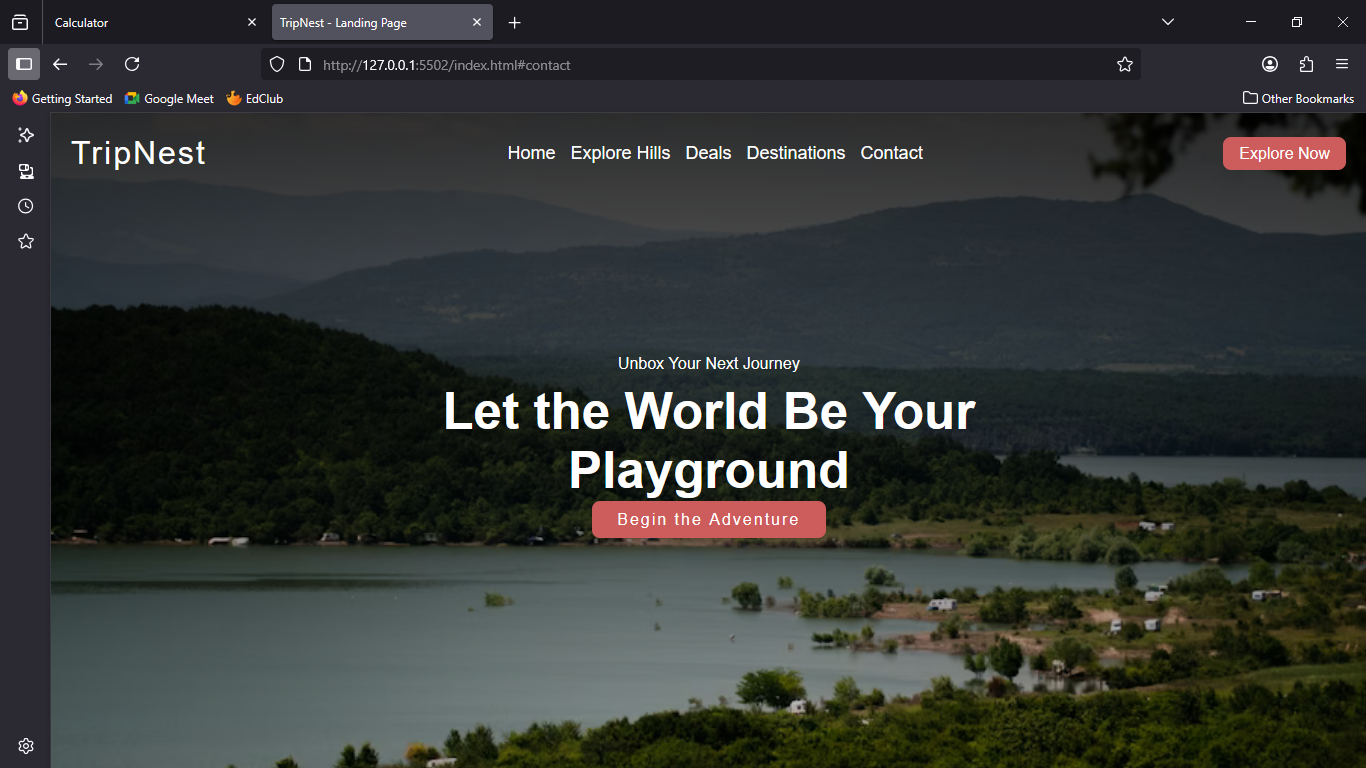 Calculator
TripNest - Landing Page
http://127.0.0.1:5502/index.html#contact
Getting Started
Google Meet
EdClub
Other Bookmarks
TripNest
Home Explore Hills Deals Destinations Contact
Explore Now
Unbox Your Next Journey
Let the World Be Your
Playground
Begin the Adventure